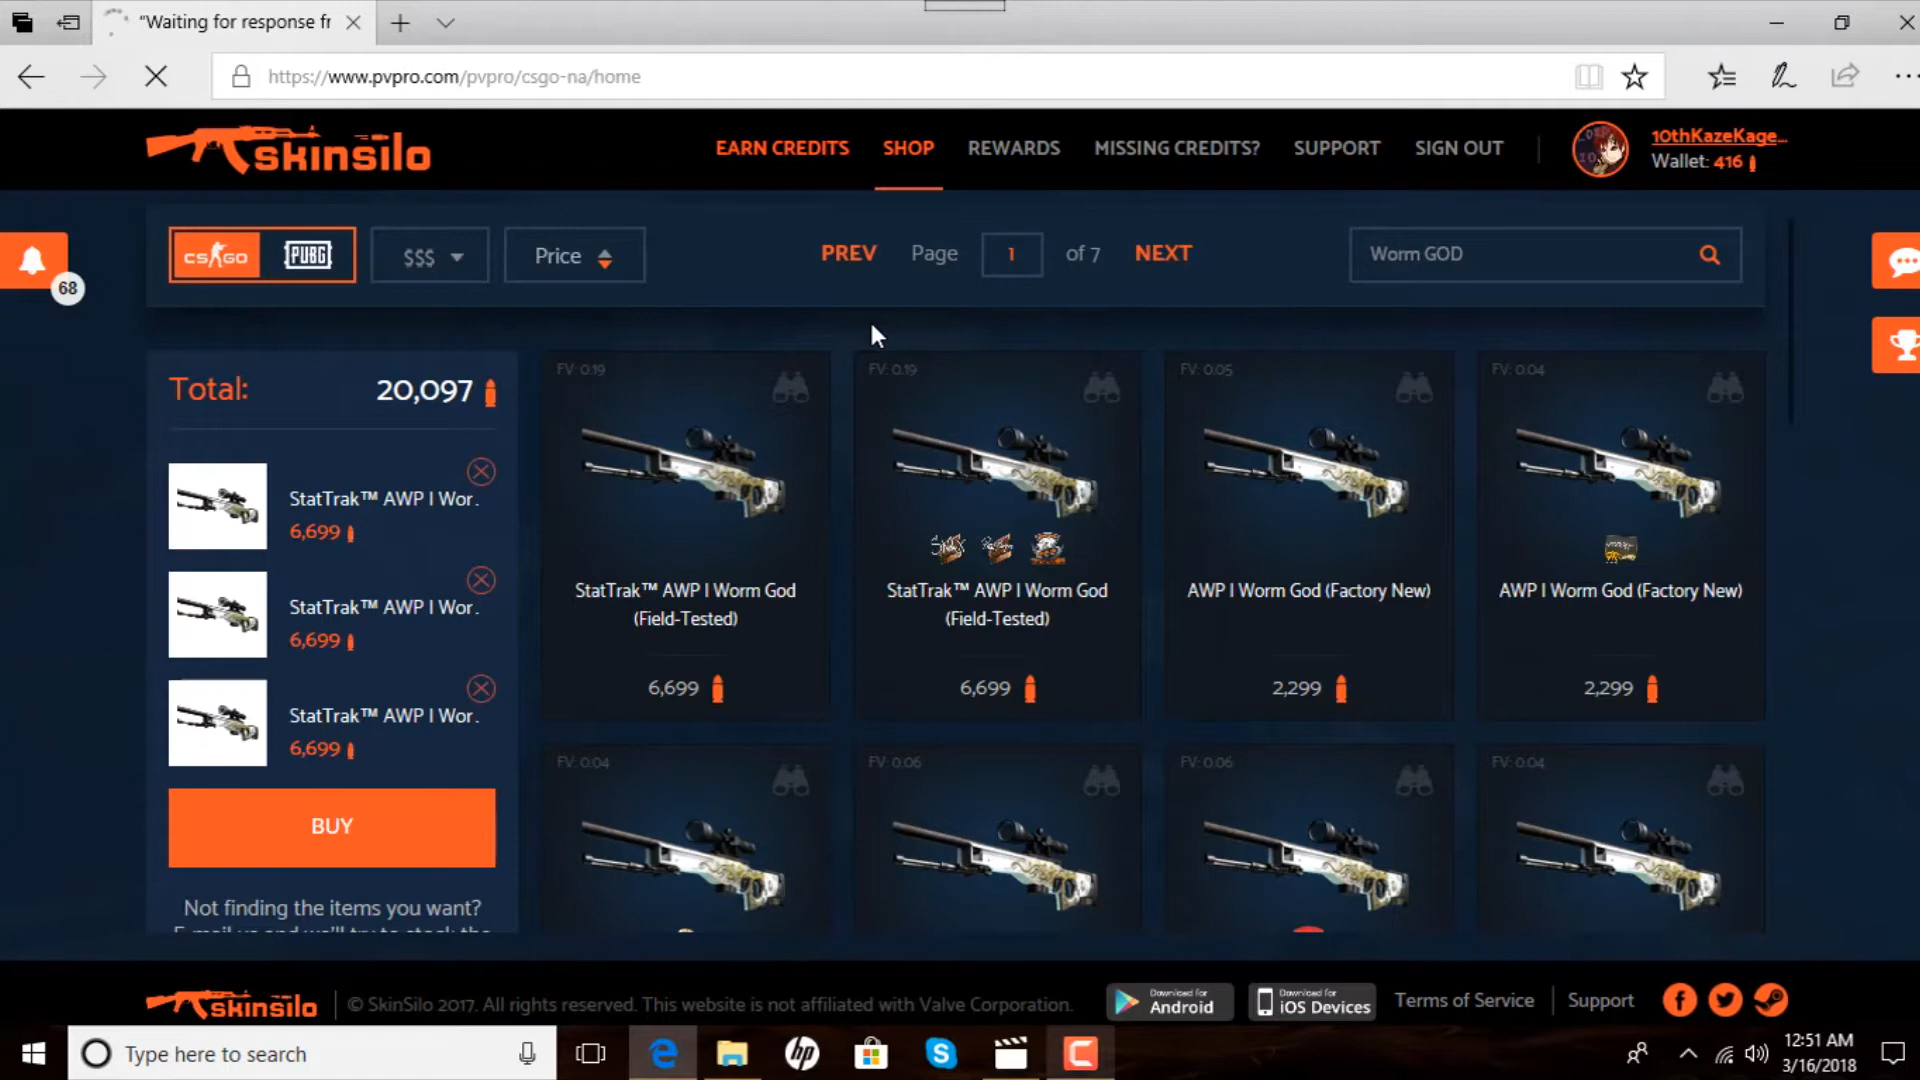 "Waiting for response fr
https://www.pvpro.com/pvpro/csgo-na/home
skinsilo
EARN CREDITS
SHOP
REWARDS
MISSING CREDITS?
SUPPORT
SIGN OUT
10thKazeKage...
Wallet: 416
68
CS GO
PUBG
$$$
Price
PREV
Page
1
of 7
NEXT
Worm GOD
Total:
20,097
StatTrak™ AWP | Wor.
6,699
StatTrak™ AWP | Wor.
6,699
StatTrak™ AWP | Wor.
6,699
BUY
Not finding the items you want?
FV: 0.19
StatTrak™ AWP | Worm God
(Field-Tested)
6,699
FV: 0.19
StatTrak™ AWP | Worm God
(Field-Tested)
6,699
FV: 0.05
AWP | Worm God (Factory New)
2,299
FV: 0.04
AWP | Worm God (Factory New)
2,299
FV: 0.04
FV: 0.06
FV: 0.06
FV: 0.04
skinsilo
© SkinSilo 2017. All rights reserved. This website is not affiliated with Valve Corporation.
Download for
Android
Download for
iOS Devices
Terms of Service
Support
Type here to search
hp
12:51 AM
3/16/2018